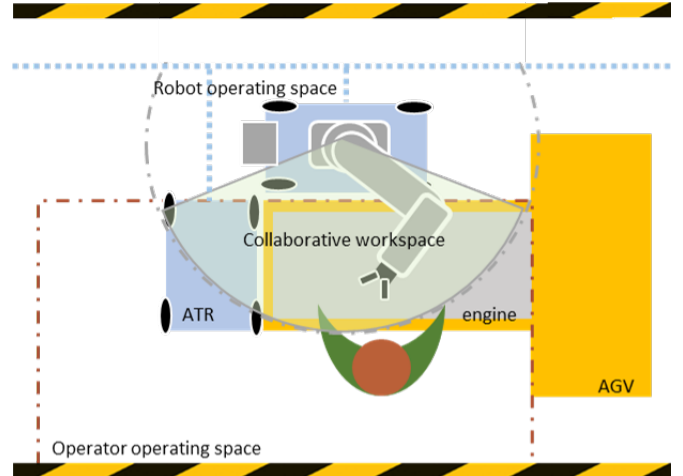 Robot operating space
Collaborative workspace
ATR
engine
AGV
Operator operating space